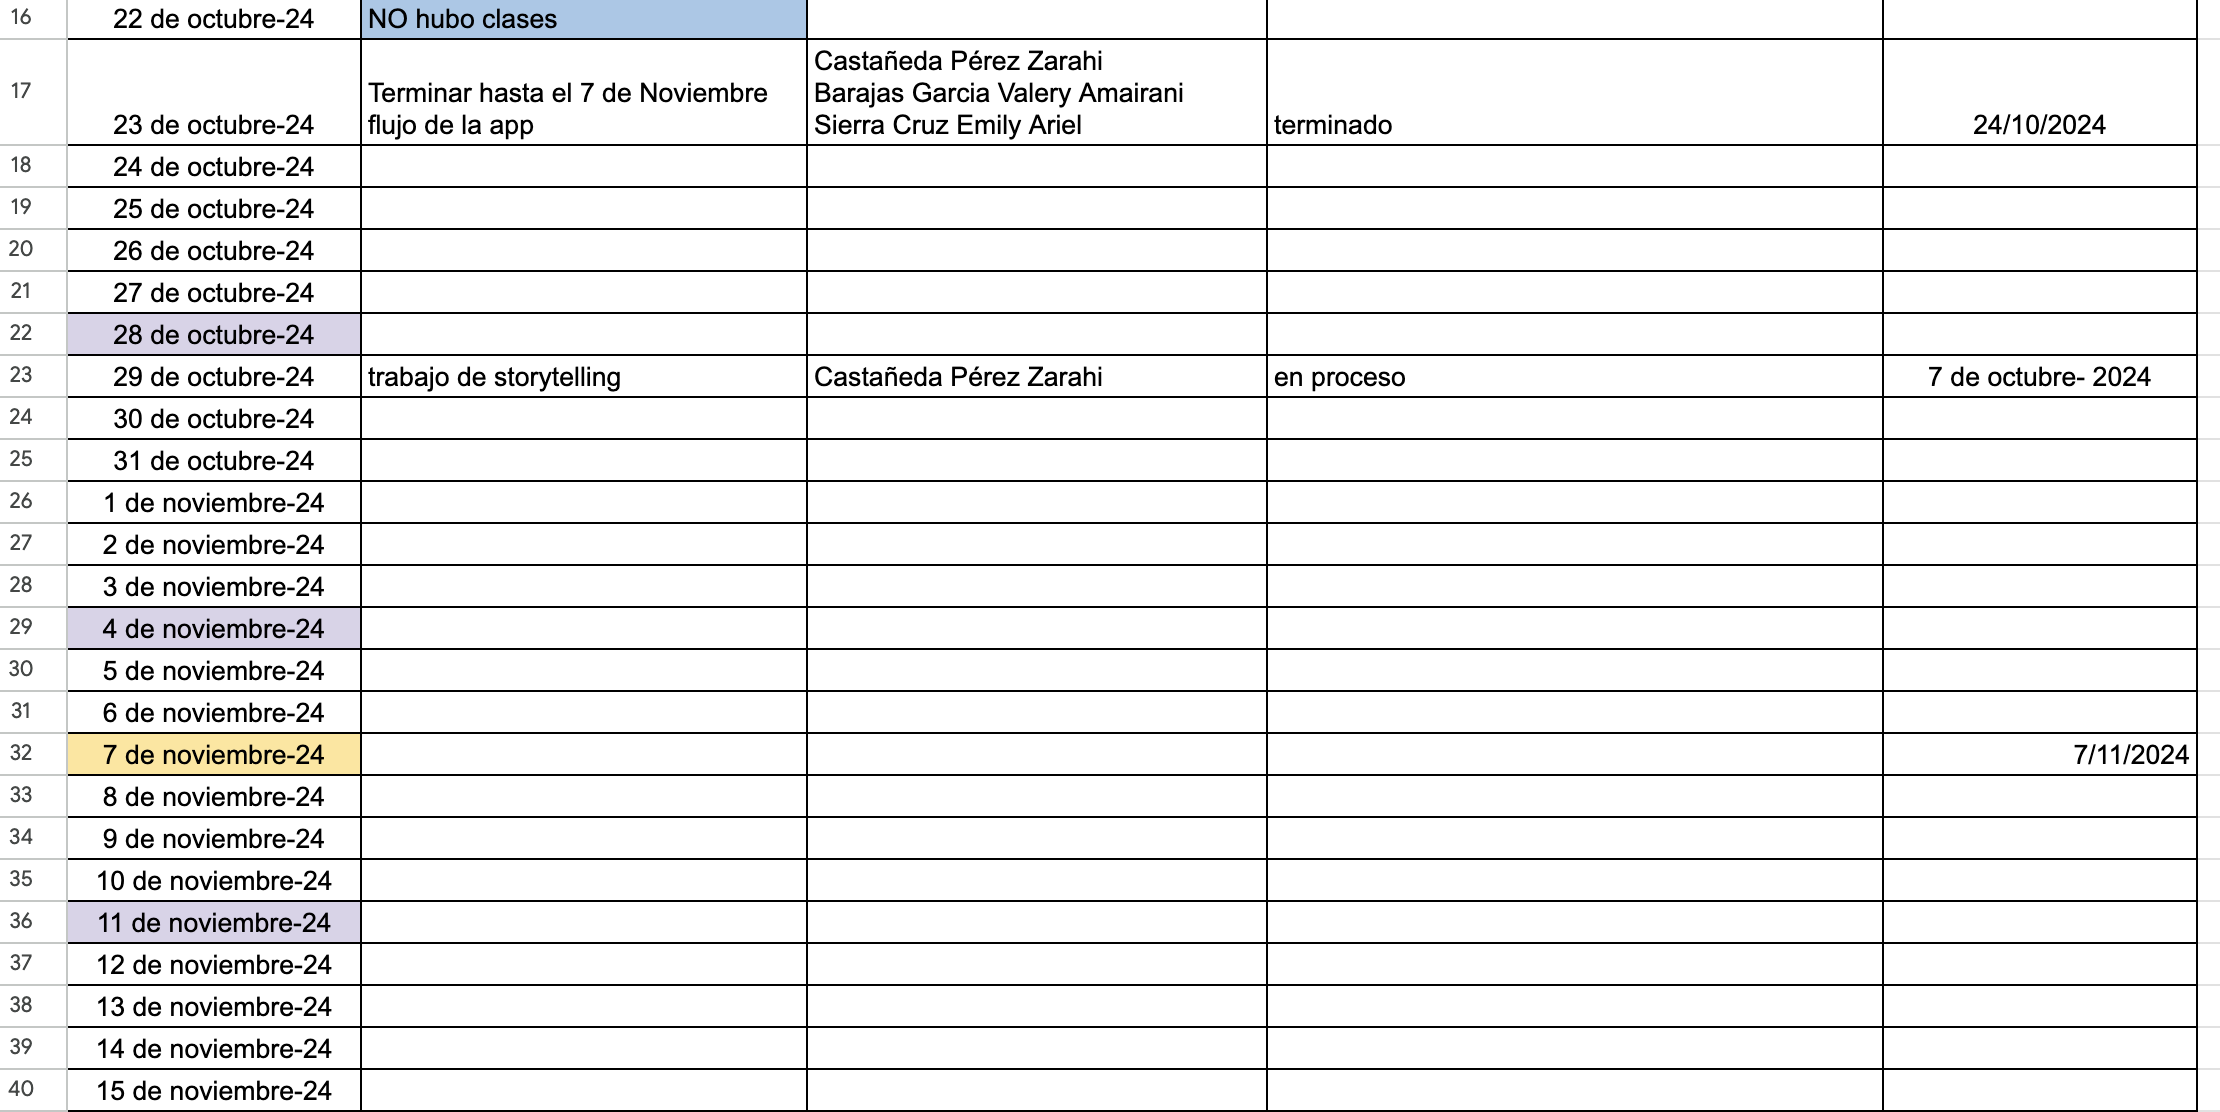 16 22 de octubre-24 NO hubo clases
Castañeda Pérez Zarahi
17 Terminar hasta el 7 de Noviembre Barajas Garcia Valery Amairani
23 de octubre-24 flujo de la app Sierra Cruz Emily Ariel terminado 24/10/2024
18 24 de octubre-24
19 25 de octubre-24
20 26 de octubre-24
21 27 de octubre-24
22 28 de octubre-24
23 29 de octubre-24 trabajo de storytelling Castañeda Pérez Zarahi en proceso 7 de octubre- 2024
24 30 de octubre-24
25 31 de octubre-24
26 1 de noviembre-24
27 2 de noviembre-24
28 3 de noviembre-24
29 4 de noviembre-24
30 5 de noviembre-24
31 6 de noviembre-24
32 7 de noviembre-24 7/11/2024
33 8 de noviembre-24
34 9 de noviembre-24
35 10 de noviembre-24
36 11 de noviembre-24
37 12 de noviembre-24
38 13 de noviembre-24
39 14 de noviembre-24
40 15 de noviembre-24